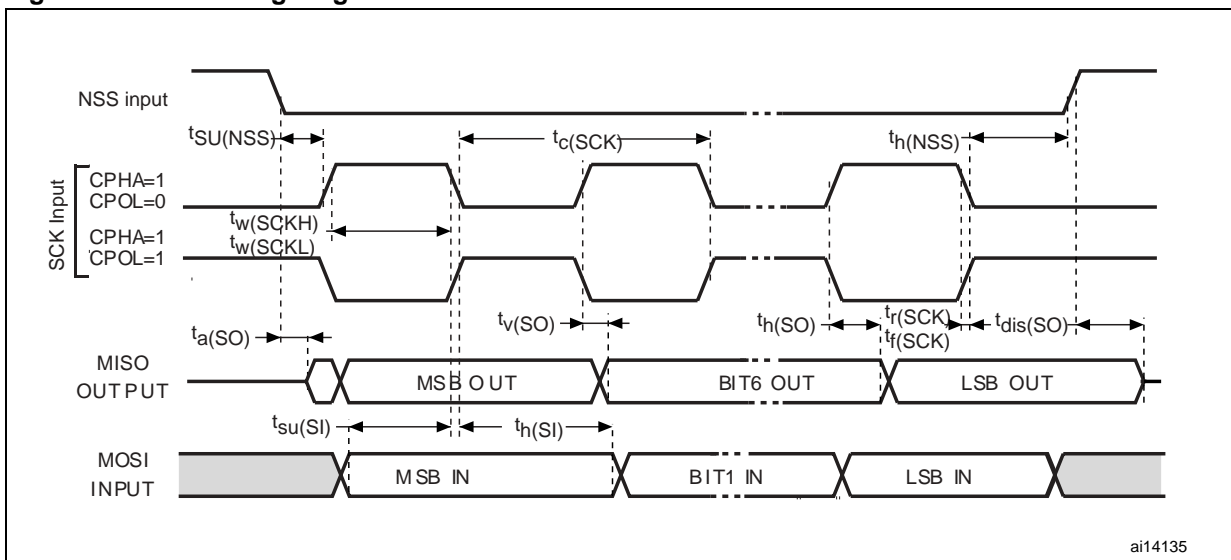 NSS input
tSU(NSS)
tc(SCK)
th(NSS)
SCK Input
CPHA=1
CPOL=0
tw(SCKH)
CPHA=1
tw(SCKL)
CPOL=1
ta(SO)
tv(SO)
th(SO)
tr(SCK)
tf(SCK)
tdis(SO)
MISO
OUTPUT
MSB OUT
BIT6 OUT
LSB OUT
tsu(SI)
th(SI)
MOSI
INPUT
MSB IN
BIT1 IN
LSB IN
ai14135